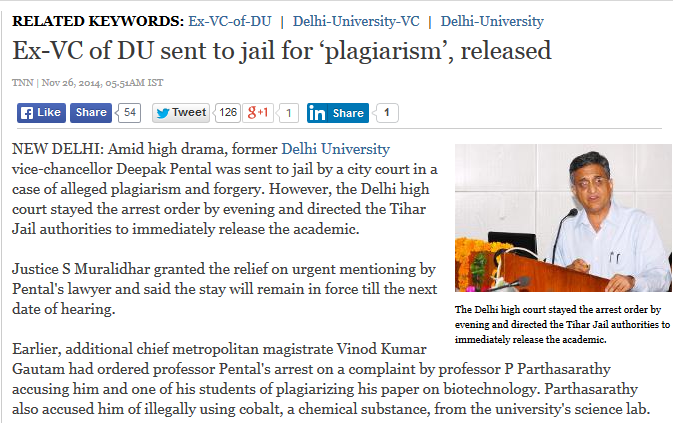 RELATED KEYWORDS: Ex-VC-of-DU | Delhi-University-VC | Delhi-University
Ex-VC of DU sent to jail for ‘plagiarism’, released
TNN | Nov 26, 2014, 05.51AM IST
Like Share 54 Tweet 126 g+1 1 in Share 1
NEW DELHI: Amid high drama, former Delhi University
vice-chancellor Deepak Pental was sent to jail by a city court in a
case of alleged plagiarism and forgery. However, the Delhi high
court stayed the arrest order by evening and directed the Tihar
Jail authorities to immediately release the academic.
Justice S Muralidhar granted the relief on urgent mentioning by
Pental's lawyer and said the stay will remain in force till the next
date of hearing.
The Delhi high court stayed the arrest order by
evening and directed the Tihar Jail authorities to
immediately release the academic.
Earlier, additional chief metropolitan magistrate Vinod Kumar
Gautam had ordered professor Pental's arrest on a complaint by professor P Parthasarathy
accusing him and one of his students of plagiarizing his paper on biotechnology. Parthasarathy
also accused him of illegally using cobalt, a chemical substance, from the university's science lab.